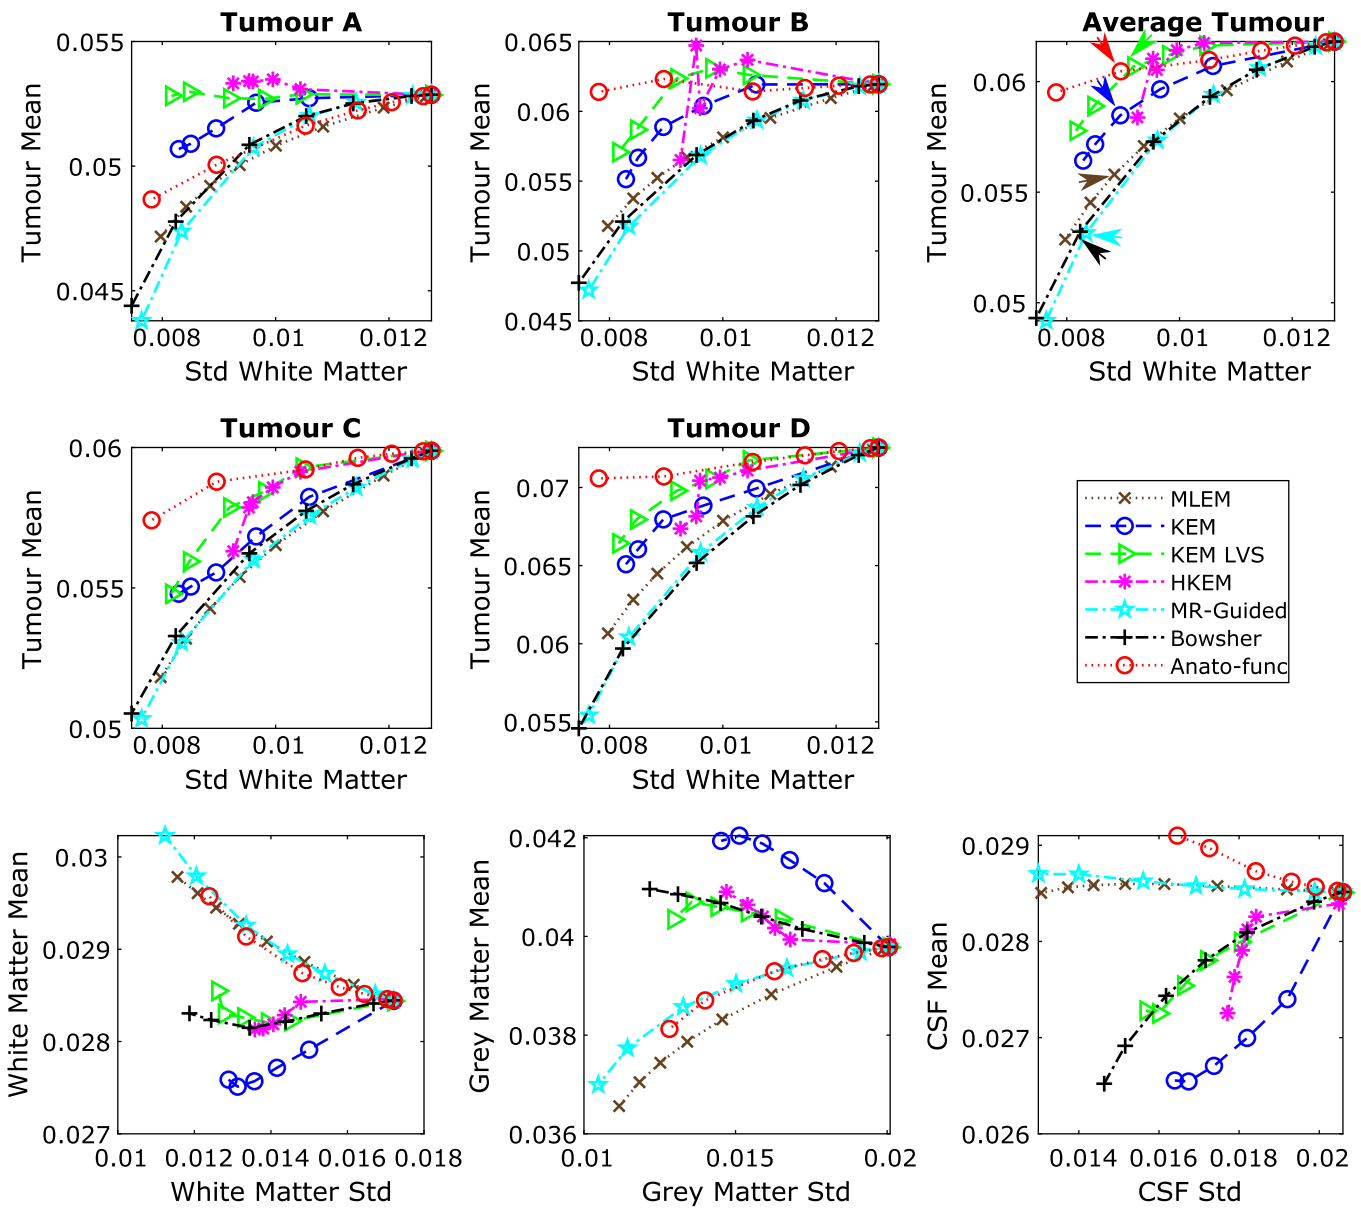 Tumour A
0.055
0.05
0.045
0.008 0.01 0.012
Tumour Mean
Std White Matter
Tumour B
0.065
0.06
0.055
0.05
0.045
0.008 0.01 0.012
Tumour Mean
Std White Matter
Average Tumour
0.06
0.055
0.05
0.008 0.01 0.012
Tumour Mean
Std White Matter
Tumour C
0.06
0.055
0.05
0.008 0.01 0.012
Tumour Mean
Std White Matter
Tumour D
0.07
0.065
0.06
0.055
0.008 0.01 0.012
Tumour Mean
Std White Matter
MLEM
KEM
KEM LVS
HKEM
MR-Guided
Bowsher
Anato-func
0.03
0.029
0.028
0.027
0.01 0.012 0.014 0.016 0.018
White Matter Mean
White Matter Std
0.042
0.04
0.038
0.036
0.01 0.015 0.02
Grey Matter Mean
Grey Matter Std
0.029
0.028
0.027
0.026
0.014 0.016 0.018 0.02
CSF Mean
CSF Std